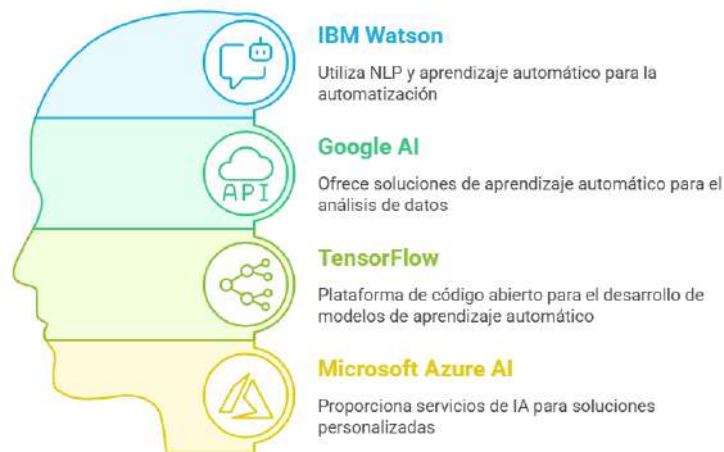 IBM Watson
Utiliza NLP y aprendizaje automático para la
automatización
API
Google AI
Ofrece soluciones de aprendizaje automático para el
análisis de datos
TensorFlow
Plataforma de código abierto para el desarrollo de
modelos de aprendizaje automático
Microsoft Azure AI
Proporciona servicios de IA para soluciones
personalizadas